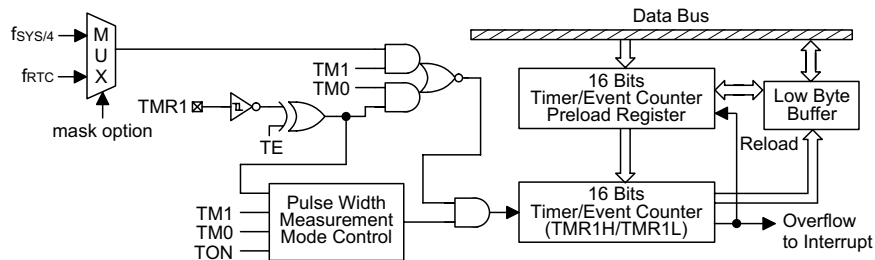 Data Bus
fSYS/4
fRTC
M
U
X
mask option
TM1
TM0
TMR1
TE
16 Bits
Timer/Event Counter
Preload Register
Low Byte
Buffer
Reload
TM1
TM0
TON
Pulse Width
Measurement
Mode Control
16 Bits
Timer/Event Counter
(TMR1H/TMR1L)
Overflow
to Interrupt